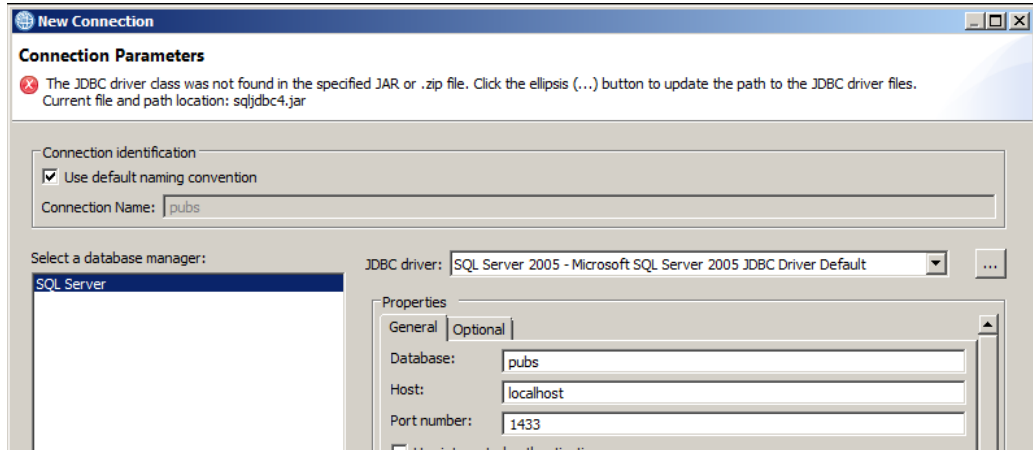 New Connection
Connection Parameters
The JDBC driver class was not found in the specified JAR or .zip file. Click the ellipsis (...) button to update the path to the JDBC driver files.
Current file and path location: sqljdbc4.jar
Connection identification
Use default naming convention
Connection Name: pubs
Select a database manager:
JDBC driver: SQL Server 2005 - Microsoft SQL Server 2005 JDBC Driver Default ...
SQL Server
Properties
General Optional
Database: pubs
Host: localhost
Port number: 1433